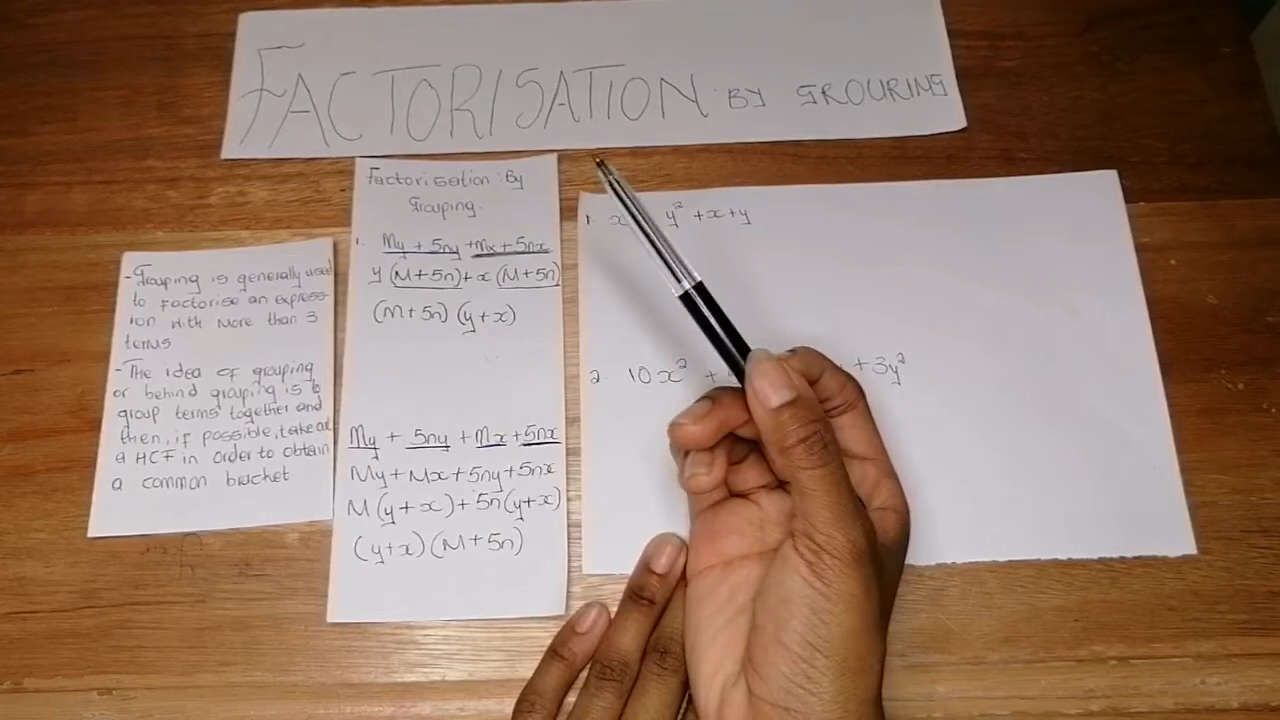 FACTORISATION BY GROURING
Factorisation: By
Grouping.
1. My + 5ny + Mx + 5nx
y (M+5n) + x (M+5n)
(M+5n) (y+x)
My + 5ny + Mx + 5nx
My + Mx + 5ny + 5nx
M (y+x) + 5n (y+x)
(y+x) (M+5n)
- Grouping is generally used
to factorise an express-
ion with more than 3
terms
- The idea of grouping
or behind grouping is to
group terms together and
then, if possible, take out
a HCF in order to obtain
a common bracket
1. x y² + x + y
2. 10x² + + 3y²